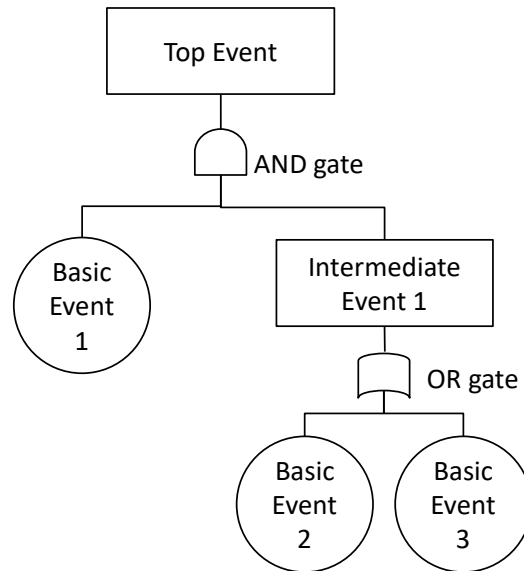 Top Event
AND gate
Basic
Event
1
Intermediate
Event 1
OR gate
Basic
Event
2
Basic
Event
3